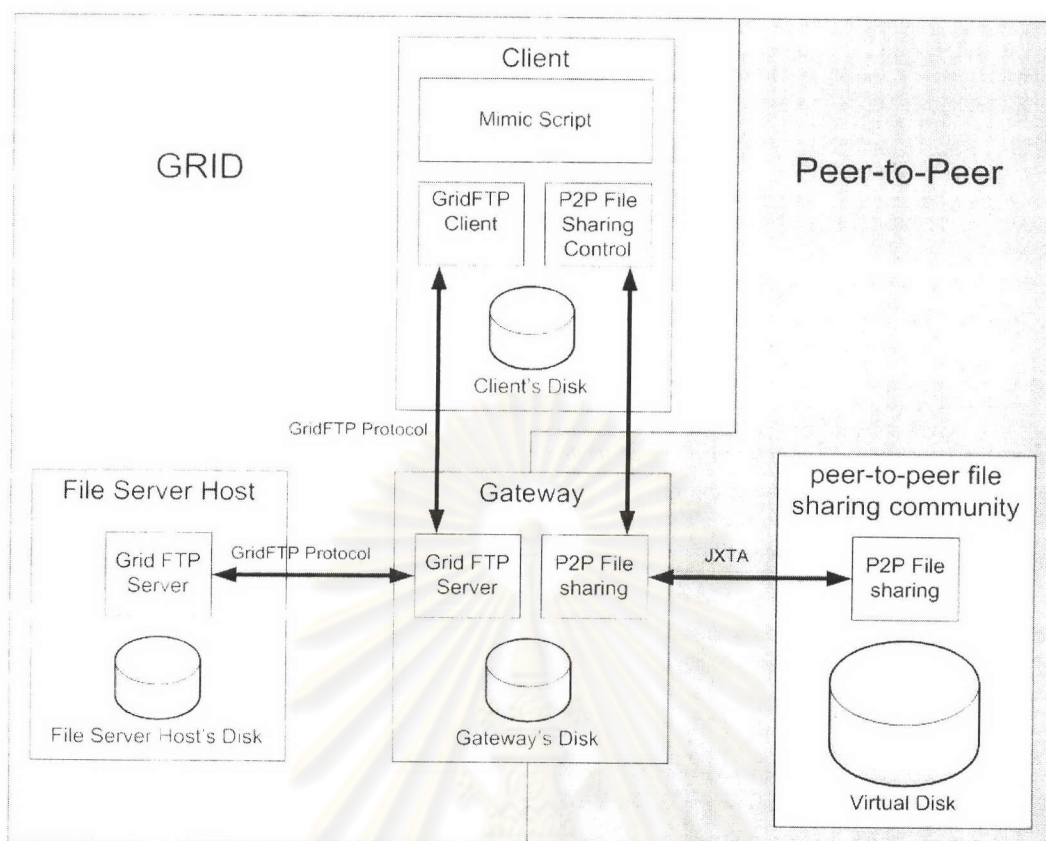 Client
Mimic Script
GRID
Peer-to-Peer
GridFTP
Client
P2P File
Sharing
Control
Client's Disk
GridFTP Protocol
File Server Host
Gateway
peer-to-peer file
sharing community
Grid FTP
Server
GridFTP Protocol
Grid FTP
Server
P2P File
sharing
JXTA
P2P File
sharing
File Server Host's Disk
Gateway's Disk
Virtual Disk